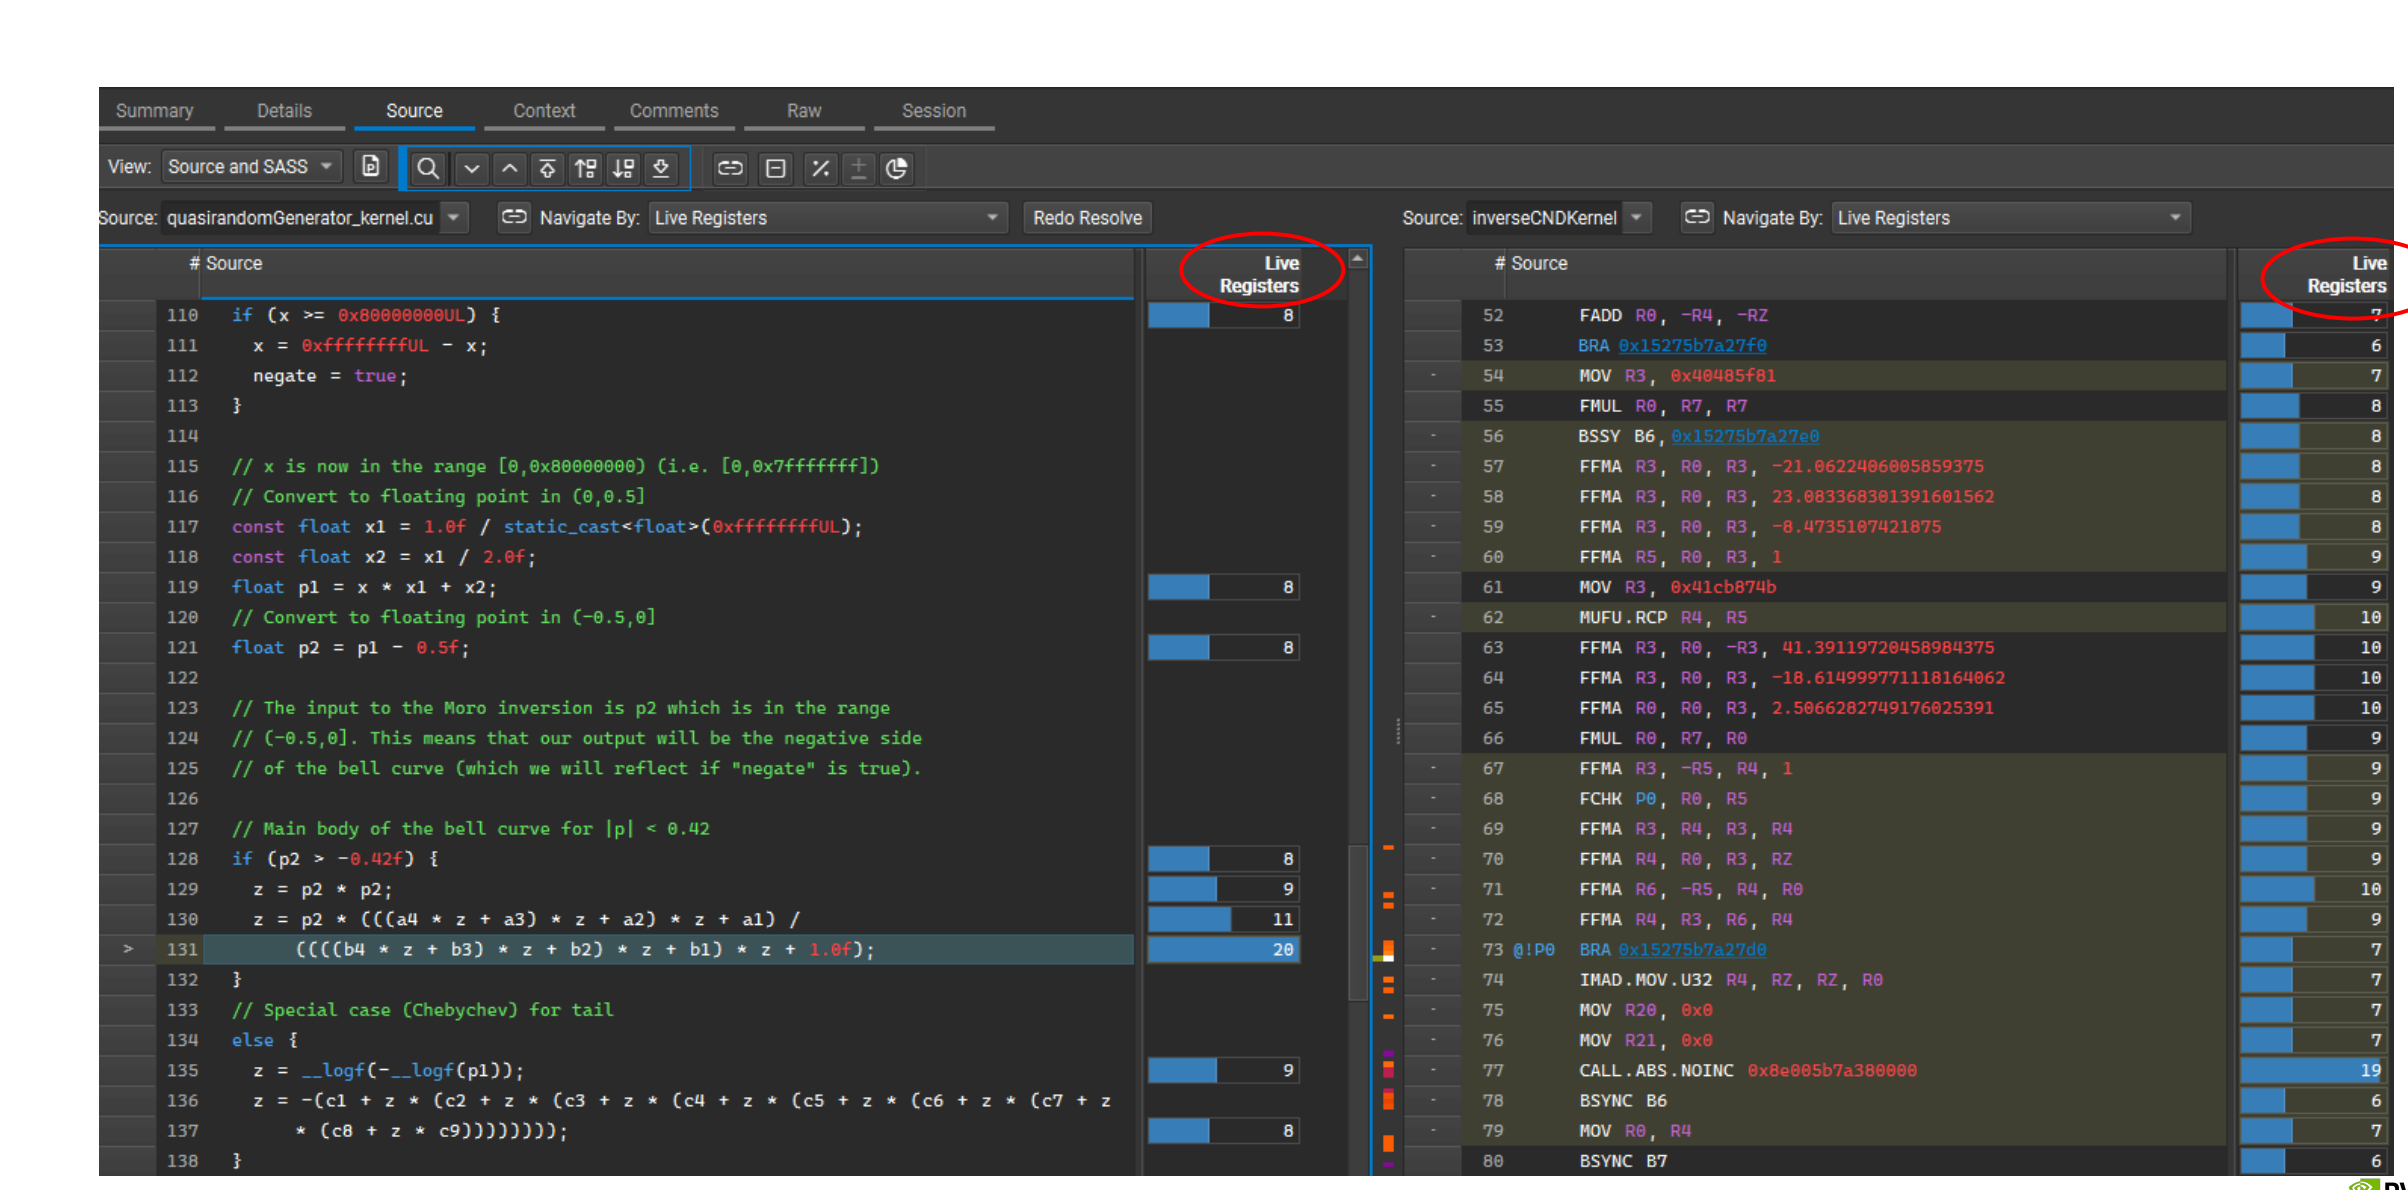 Summary Details Source Context Comments Raw Session
View: Source and SASS
Source: quasirandomGenerator_kernel.cu Navigate By: Live Registers Redo Resolve
# Source Live Registers
110 if (x >= 0x80000000UL) { 8
111 x = 0xffffffffUL - x;
112 negate = true;
113 }
114
115 // x is now in the range [0,0x80000000) (i.e. [0,0x7fffffff])
116 // Convert to floating point in (0,0.5]
117 const float x1 = 1.0f / static_cast<float>(0xffffffffUL);
118 const float x2 = x1 / 2.0f;
119 float p1 = x * x1 + x2; 8
120 // Convert to floating point in (-0.5,0]
121 float p2 = p1 - 0.5f; 8
122
123 // The input to the Moro inversion is p2 which is in the range
124 // (-0.5,0]. This means that our output will be the negative side
125 // of the bell curve (which we will reflect if "negate" is true).
126
127 // Main body of the bell curve for |p| < 0.42
128 if (p2 > -0.42f) { 8
129 z = p2 * p2; 9
130 z = p2 * (((a4 * z + a3) * z + a2) * z + a1) / 11
> 131 ((((b4 * z + b3) * z + b2) * z + b1) * z + 1.0f); 20
132 }
133 // Special case (Chebychev) for tail
134 else {
135 z = __logf(-__logf(p1)); 9
136 z = -(c1 + z * (c2 + z * (c3 + z * (c4 + z * (c5 + z * (c6 + z * (c7 + z
137 * (c8 + z * c9)))))))); 8
138 }
Source: inverseCNDKernel Navigate By: Live Registers
# Source Live Registers
52 FADD R0, -R4, -RZ 7
53 BRA 0x15275b7a27f0 6
- 54 MOV R3, 0x40485f81 7
55 FMUL R0, R7, R7 8
- 56 BSSY B6, 0x15275b7a27e0 8
- 57 FFMA R3, R0, R3, -21.0622406005859375 8
- 58 FFMA R3, R0, R3, 23.083368301391601562 8
- 59 FFMA R3, R0, R3, -8.4735107421875 8
- 60 FFMA R5, R0, R3, 1 9
61 MOV R3, 0x41cb874b 9
- 62 MUFU.RCP R4, R5 10
63 FFMA R3, R0, -R3, 41.39119720458984375 10
64 FFMA R3, R0, R3, -18.614999771118164062 10
65 FFMA R0, R0, R3, 2.5066282749176025391 10
66 FMUL R0, R7, R0 9
- 67 FFMA R3, -R5, R4, 1 9
- 68 FCHK P0, R0, R5 9
- 69 FFMA R3, R4, R3, R4 9
- 70 FFMA R4, R0, R3, RZ 9
- 71 FFMA R6, -R5, R4, R0 10
- 72 FFMA R4, R3, R6, R4 9
- 73 @!P0 BRA 0x15275b7a27d0 7
- 74 IMAD.MOV.U32 R4, RZ, RZ, R0 7
- 75 MOV R20, 0x0 7
- 76 MOV R21, 0x0 7
- 77 CALL.ABS.NOINC 0x8e005b7a380000 19
- 78 BSYNC B6 6
- 79 MOV R0, R4 7
80 BSYNC B7 6